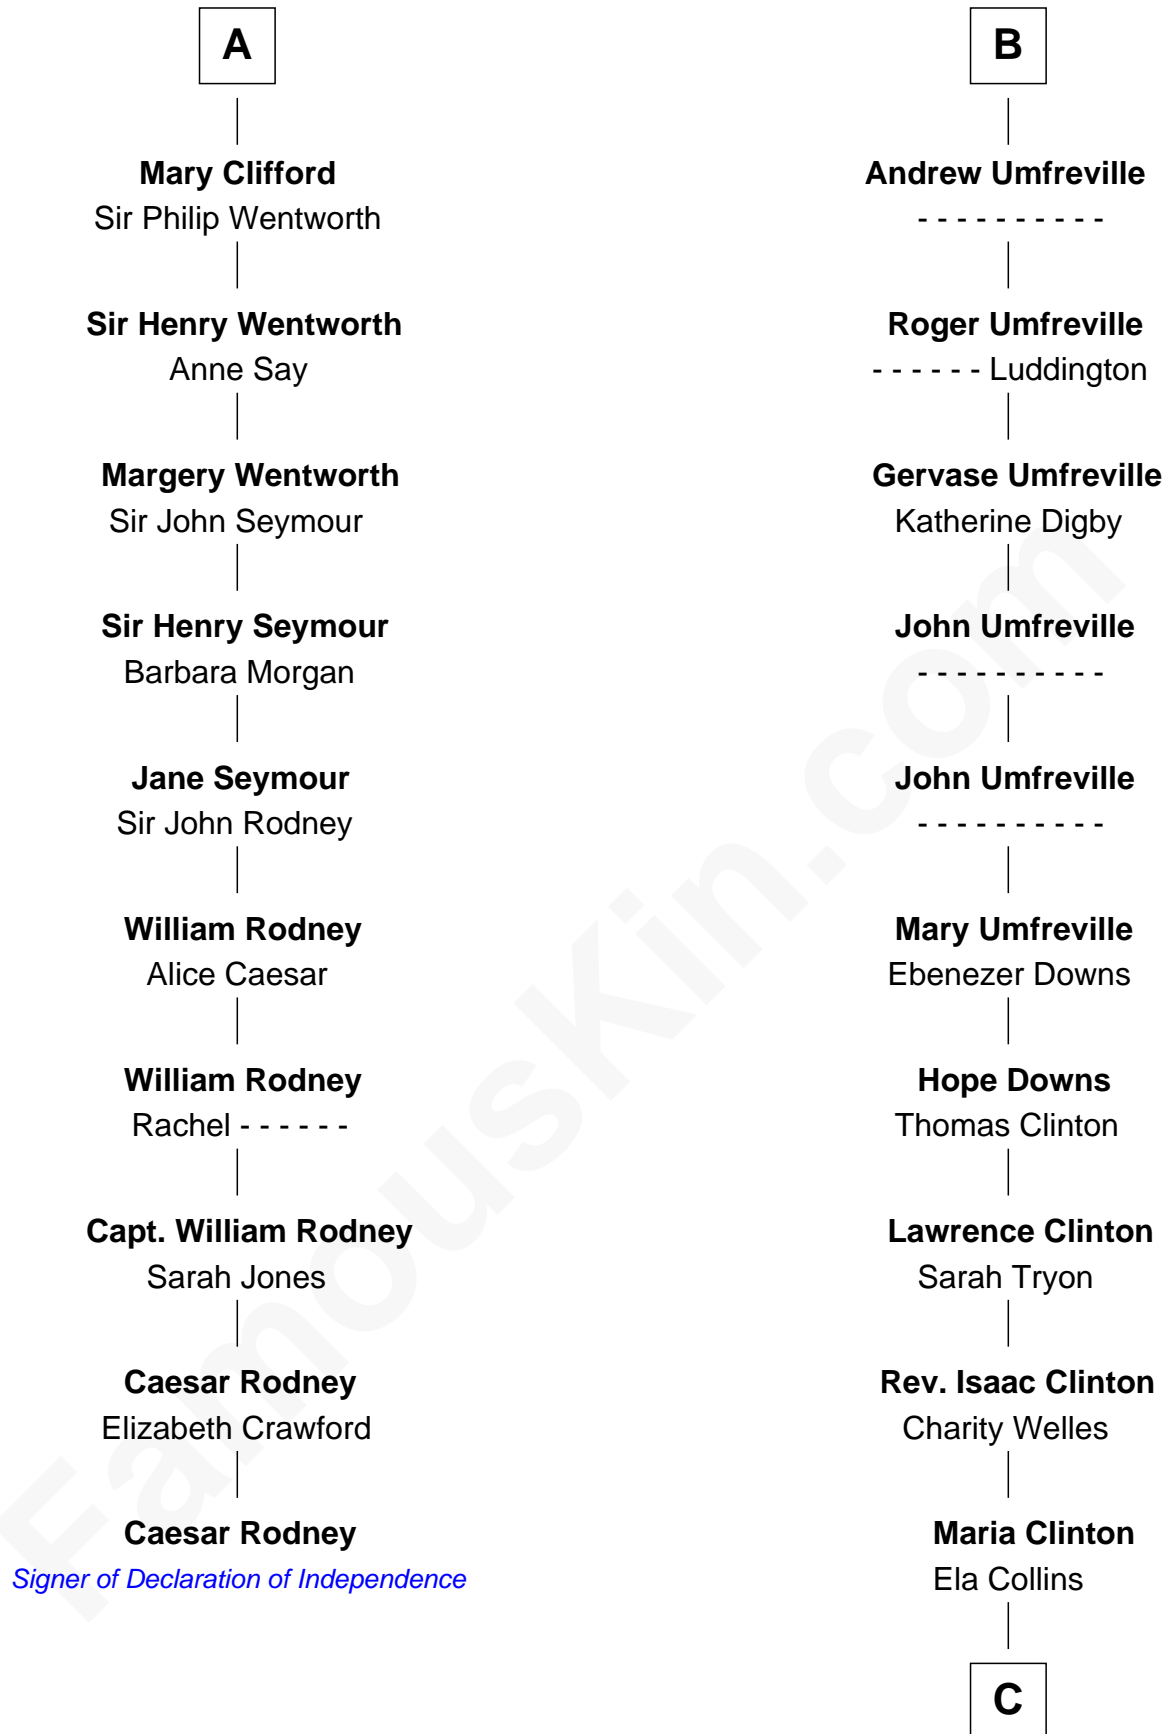 A
Mary Clifford
Sir Philip Wentworth
Sir Henry Wentworth
Anne Say
Margery Wentworth
Sir John Seymour
Sir Henry Seymour
Barbara Morgan
Jane Seymour
Sir John Rodney
William Rodney
Alice Caesar
William Rodney
Rachel - - - - - -
Capt. William Rodney
Sarah Jones
Caesar Rodney
Elizabeth Crawford
Caesar Rodney
Signer of Declaration of Independence
B
Andrew Umfreville
- - - - - - - - - -
Roger Umfreville
- - - - - - Luddington
Gervase Umfreville
Katherine Digby
John Umfreville
- - - - - - - - - -
John Umfreville
- - - - - - - - - -
Mary Umfreville
Ebenezer Downs
Hope Downs
Thomas Clinton
Lawrence Clinton
Sarah Tryon
Rev. Isaac Clinton
Charity Welles
Maria Clinton
Ela Collins
C
FamousKin.com